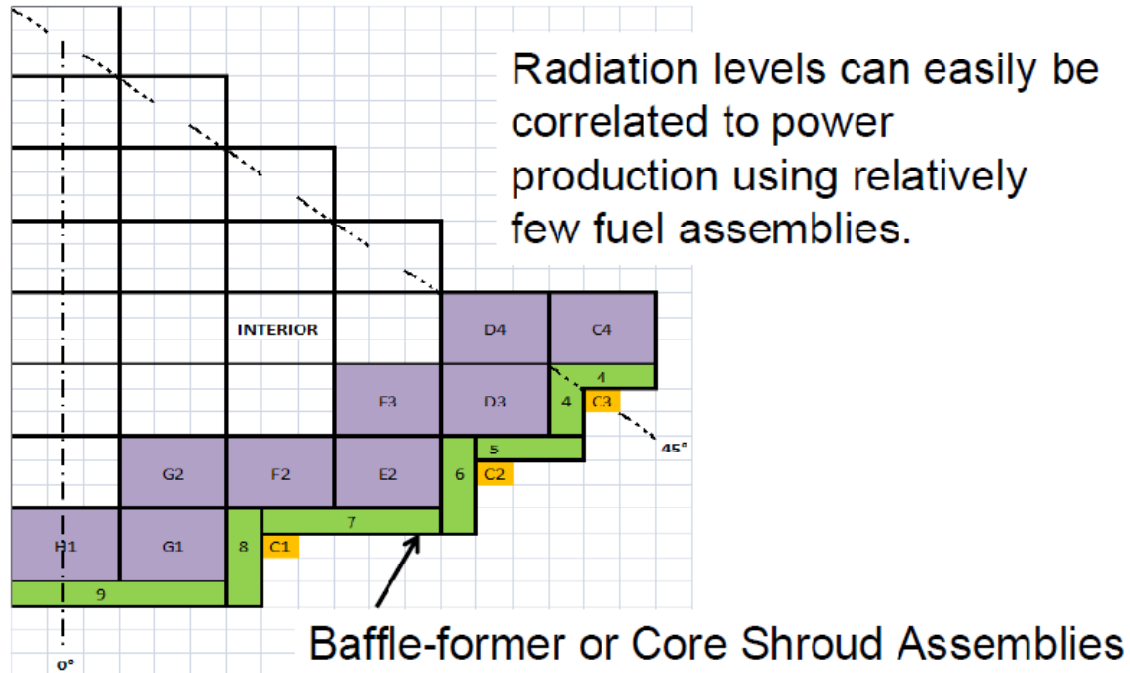 Radiation levels can easily be
correlated to power
production using relatively
few fuel assemblies.
INTERIOR
D4
C4
4
F3
D3
4
C3
45°
G2
F2
E2
6
5
C2
7
H1
G1
8
C1
9
0°
Baffle-former or Core Shroud Assemblies